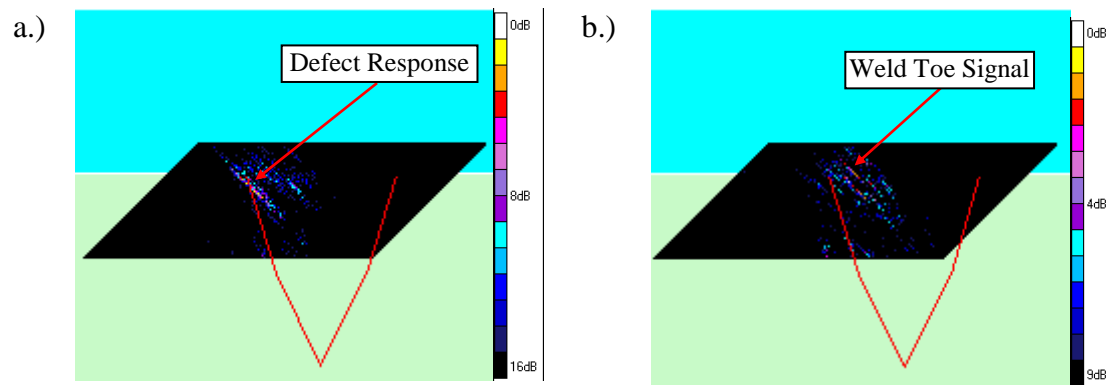 a.)
Defect Response
0dB
8dB
16dB
b.)
Weld Toe Signal
0dB
4dB
9dB